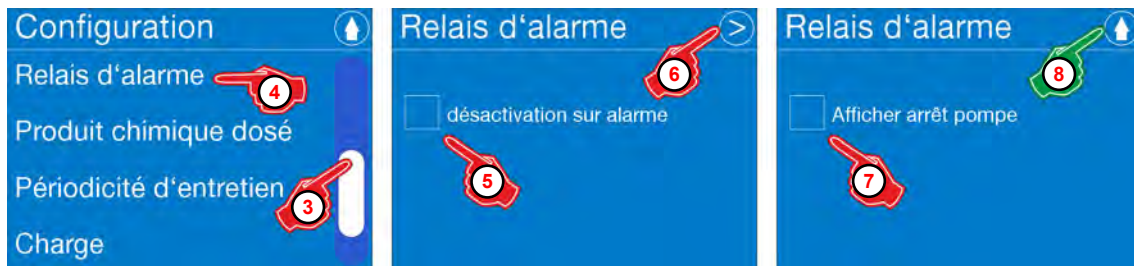 Configuration
Relais d‘alarme
4
Produit chimique dosé
Périodicité d‘entretien
3
Charge
Relais d‘alarme
>
6
désactivation sur alarme
5
Relais d‘alarme
8
Afficher arrêt pompe
7